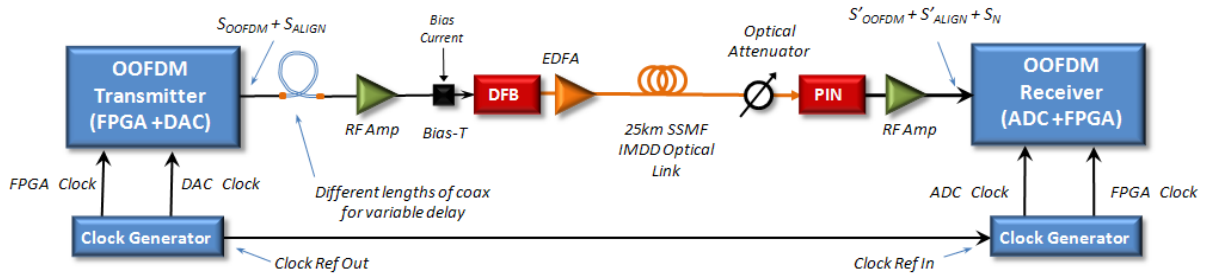 S_OOFDM + S_ALIGN
Bias
Current
Optical
Attenuator
S'_OOFDM + S'_ALIGN + S_N
OOFDM
Transmitter
(FPGA +DAC)
EDFA
DFB
PIN
OOFDM
Receiver
(ADC +FPGA)
RF Amp
Bias-T
25km SSMF
IMDD Optical
Link
RF Amp
FPGA Clock
DAC Clock
Different lengths of coax
for variable delay
ADC Clock
FPGA Clock
Clock Generator
Clock Generator
Clock Ref Out
Clock Ref In